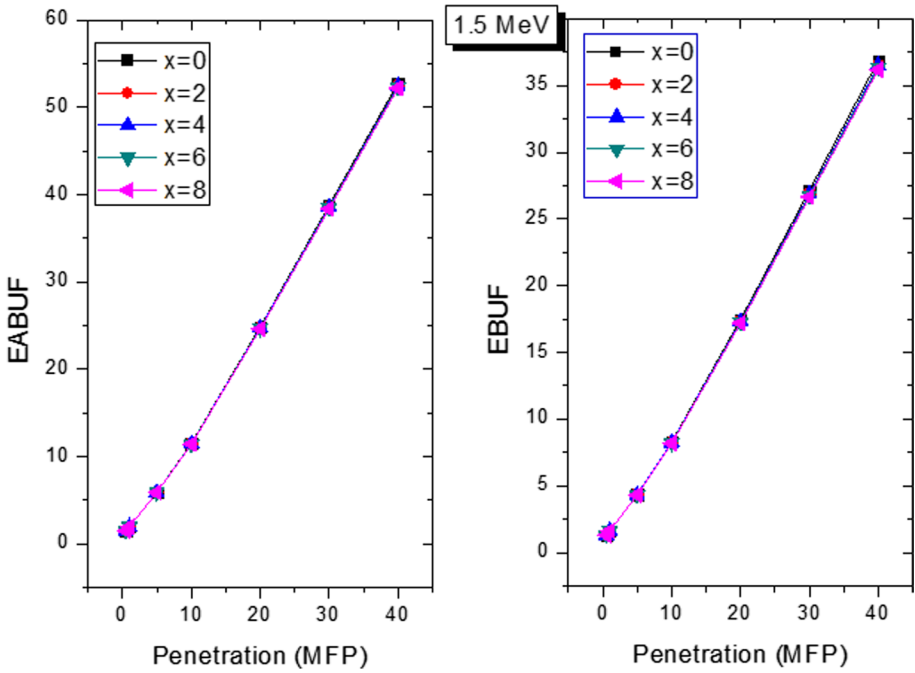 1.5 MeV
60
50
40
30
20
10
0
EABUF
x=0
x=2
x=4
x=6
x=8
0 10 20 30 40
Penetration (MFP)
35
30
25
20
15
10
5
0
EBUF
x=0
x=2
x=4
x=6
x=8
0 10 20 30 40
Penetration (MFP)